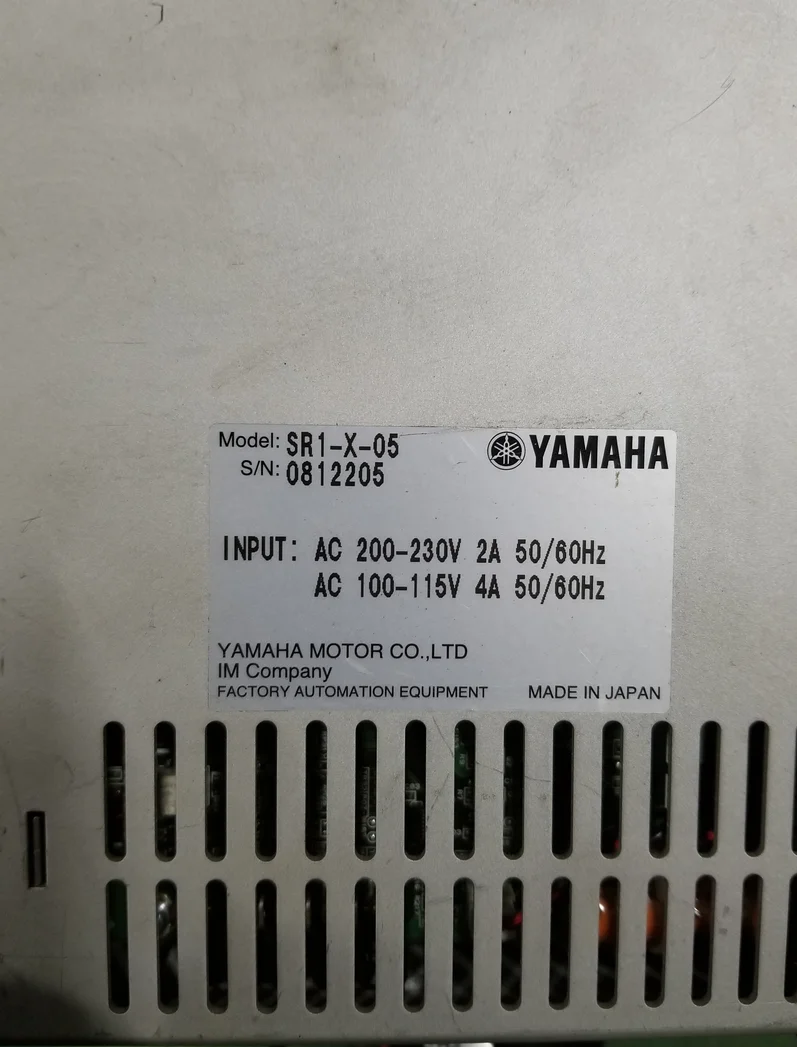 Model: SR1-X-05
YAMAHA
S/N: 0812205
INPUT: AC 200-230V 2A 50/60Hz
AC 100-115V 4A 50/60Hz
YAMAHA MOTOR CO.,LTD
IM Company
FACTORY AUTOMATION EQUIPMENT MADE IN JAPAN